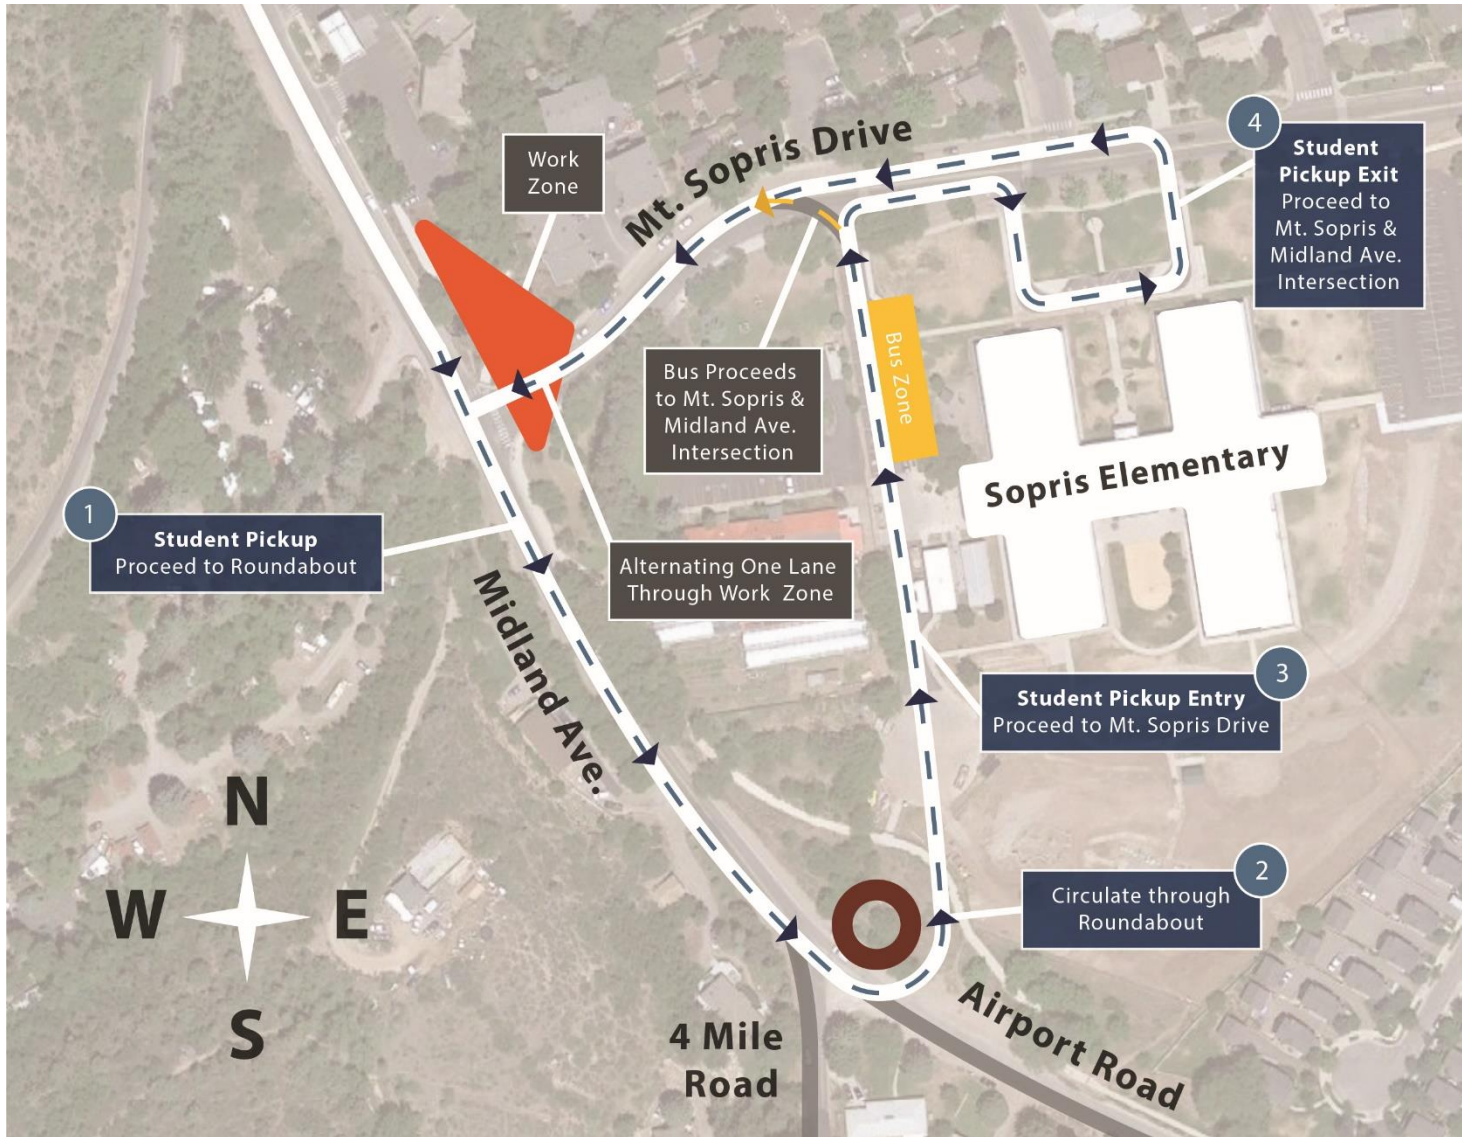 Work
Zone
Mt. Sopris Drive
4
Student
Pickup Exit
Proceed to
Mt. Sopris &
Midland Ave.
Intersection
Bus Proceeds
to Mt. Sopris &
Midland Ave.
Intersection
Bus Zone
Sopris Elementary
1
Student Pickup
Proceed to Roundabout
Alternating One Lane
Through Work Zone
Midland Ave.
3
Student Pickup Entry
Proceed to Mt. Sopris Drive
2
Circulate through
Roundabout
N
W
E
S
4 Mile
Road
Airport Road